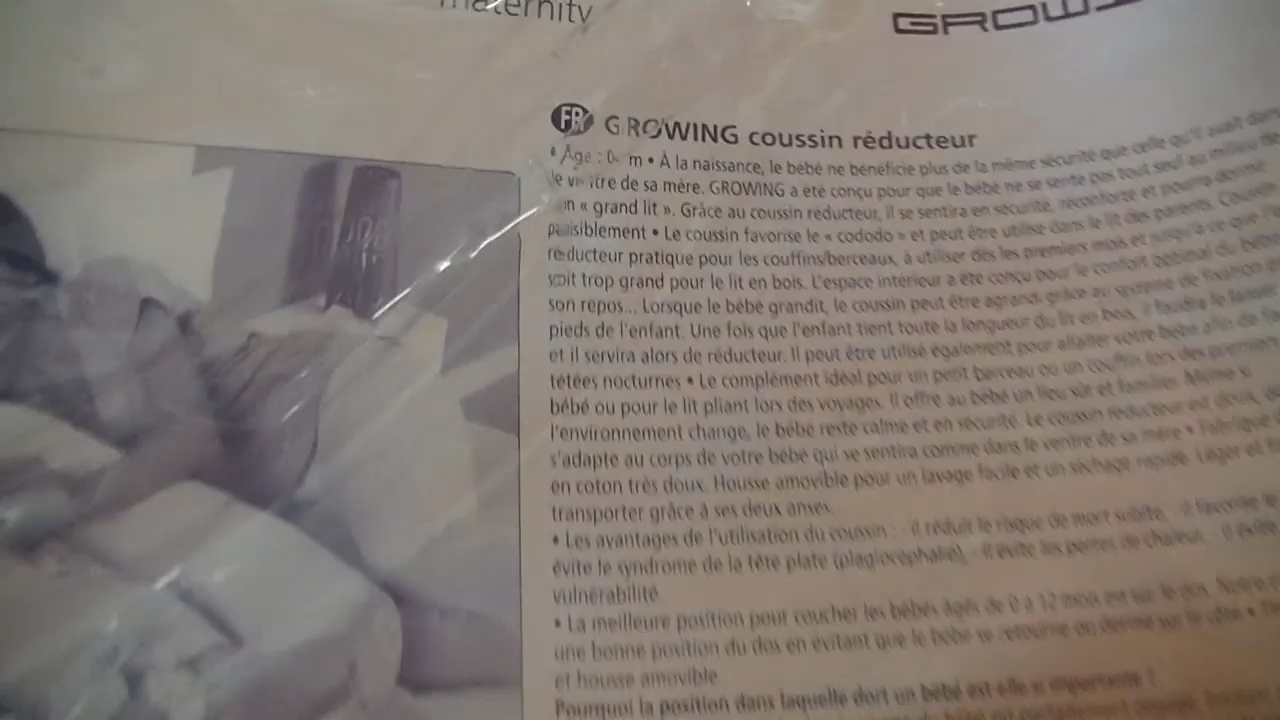 maternity
GROWI
FR GROWING coussin réducteur
* Âge : 0- m • À la naissance, le bébé ne bénéficie plus de la même sécurité que celle qu'il avait dans
le ventre de sa mère. GROWING a été conçu pour que le bébé ne se sente pas tout seul au milieu de
un « grand lit ». Grâce au coussin réducteur, il se sentira en sécurité, réconforté et pourra dormir
paisiblement • Le coussin favorise le « cododo » et peut être utilisé dans le lit des parents. Coussin
réducteur pratique pour les couffins/berceaux, à utiliser dès les premiers mois et jusqu'à ce que
soit trop grand pour le lit en bois. L'espace intérieur a été conçu pour le confort optimal du bébé
son repos... Lorsque le bébé grandit, le coussin peut être agrandi grâce au système de fixation
pieds de l'enfant. Une fois que l'enfant tient toute la longueur du lit en bois, il faudra le
et il servira alors de réducteur. Il peut être utilisé également pour allaiter votre bébé afin de
tétées nocturnes • Le complément idéal pour un petit berceau ou un couffin lors des premiers
bébé ou pour le lit pliant lors des voyages. Il offre au bébé un lieu sûr et familier. Même si
l'environnement change, le bébé reste calme et en sécurité. Le coussin réducteur est doux,
s'adapte au corps de votre bébé qui se sentira comme dans le ventre de sa mère • Fabriqué
en coton très doux. Housse amovible pour un lavage facile et un séchage rapide. Léger et
transporter grâce à ses deux anses.
• Les avantages de l'utilisation du coussin : - il réduit le risque de mort subite, - il favorise le
évite le syndrome de la tête plate (plagiocéphalie), - il évite les pertes de chaleur, - il évite
vulnérabilité.
• La meilleure position pour coucher les bébés âgés de 0 à 12 mois est sur le dos. Notre
une bonne position du dos en évitant que le bébé se retourne ou dorme sur le côté •
et housse amovible.
Pourquoi la position dans laquelle dort un bébé est-elle si importante ?